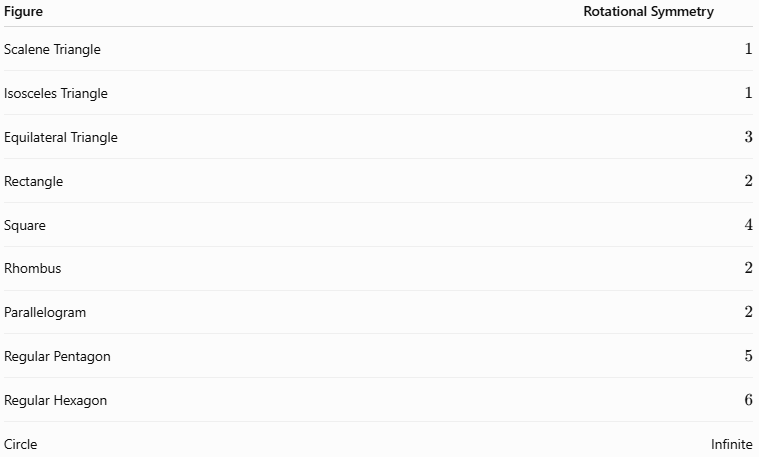 Figure Rotational Symmetry
Scalene Triangle 1
Isosceles Triangle 1
Equilateral Triangle 3
Rectangle 2
Square 4
Rhombus 2
Parallelogram 2
Regular Pentagon 5
Regular Hexagon 6
Circle Infinite